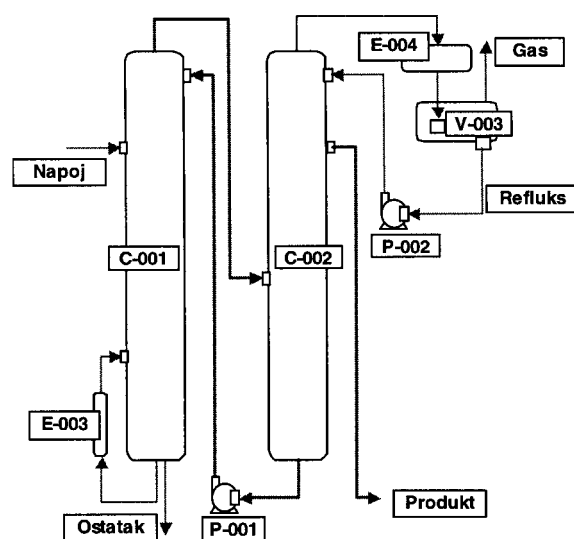 E-004
Gas
V-003
Napoj
Refluks
P-002
C-001
C-002
E-003
Produkt
Ostatak
P-001